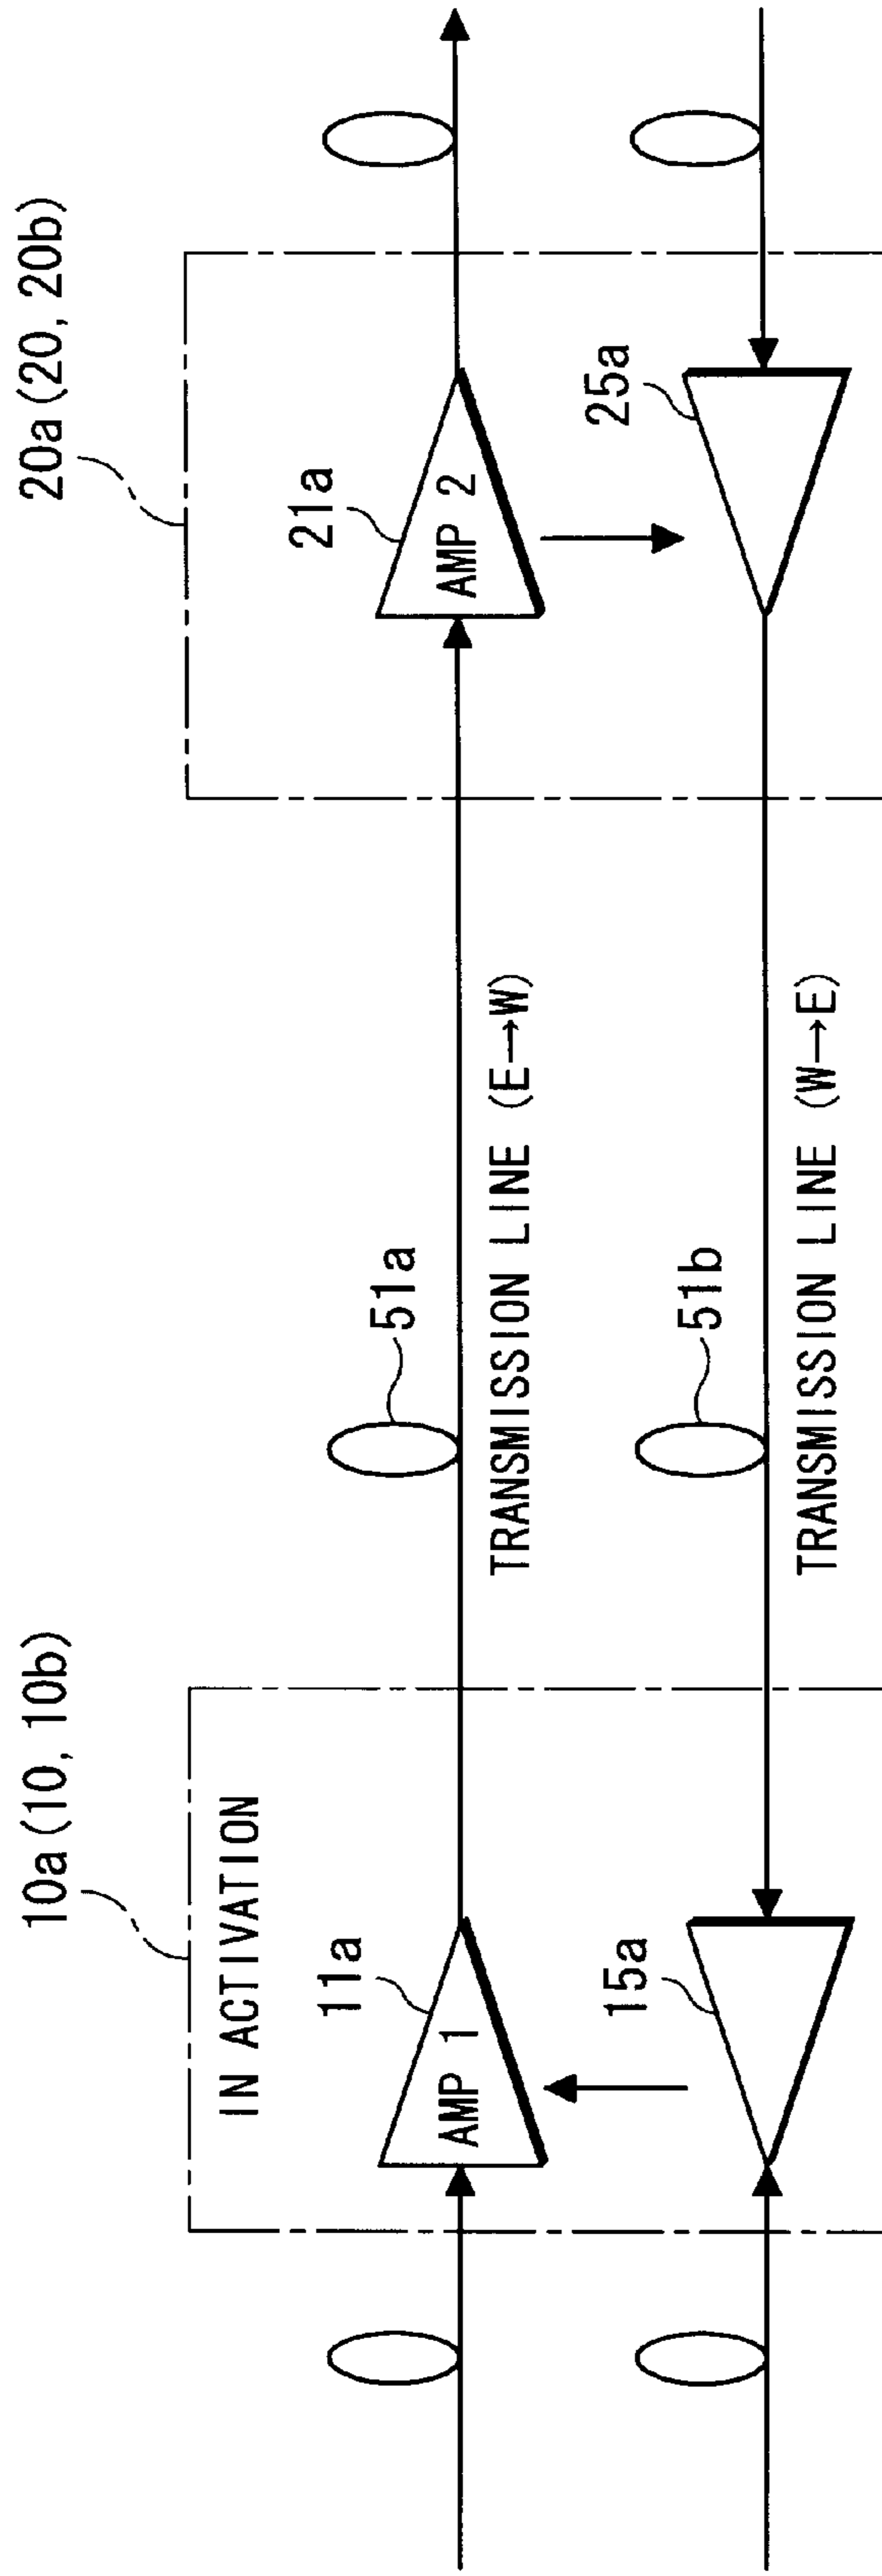 10a (10, 10b)
20a (20, 20b)
IN ACTIVATION
11a
AMP 1
51a
TRANSMISSION LINE (E→W)
21a
AMP 2
15a
51b
TRANSMISSION LINE (W→E)
25a